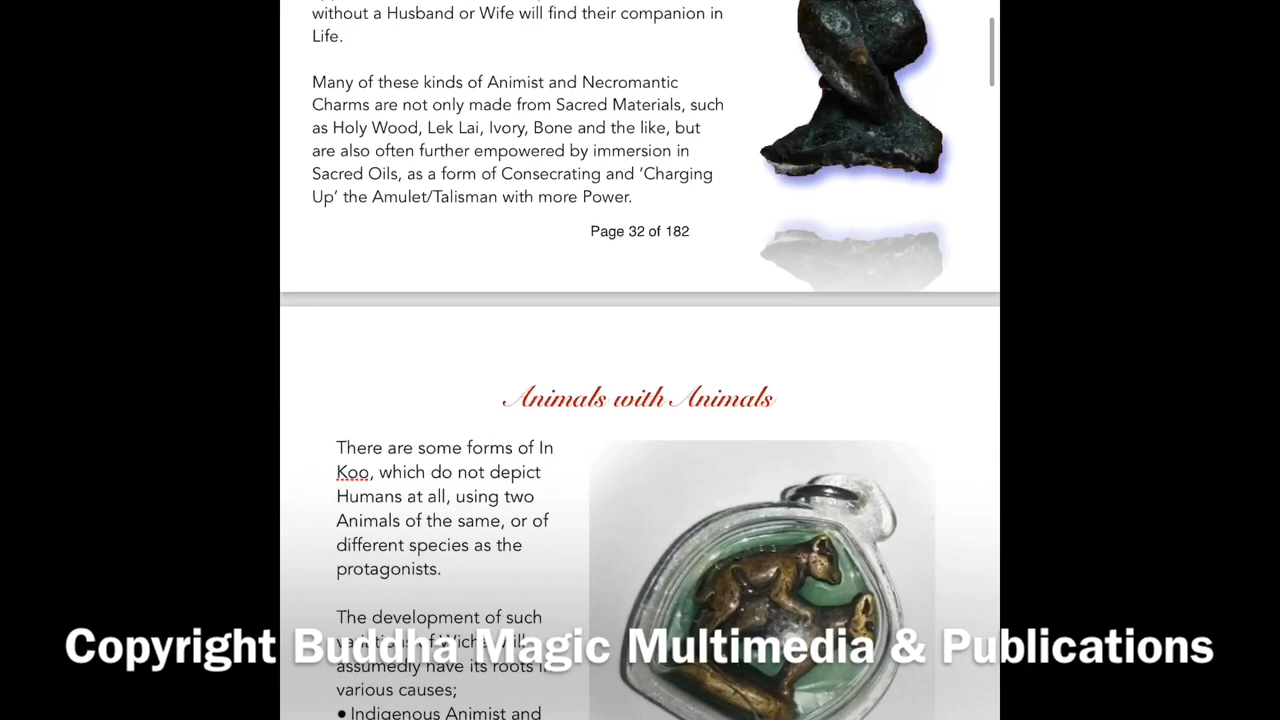 without a Husband or Wife will find their companion in
Life.
Many of these kinds of Animist and Necromantic
Charms are not only made from Sacred Materials, such
as Holy Wood, Lek Lai, Ivory, Bone and the like, but
are also often further empowered by immersion in
Sacred Oils, as a form of Consecrating and ‘Charging
Up’ the Amulet/Talisman with more Power.
Page 32 of 182
Animals with Animals
There are some forms of In
Koo, which do not depict
Humans at all, using two
Animals of the same, or of
different species as the
protagonists.
The development of such
assumedly have its roots in
various causes;
• Indigenous Animist and
Copyright Buddha Magic Multimedia & Publications